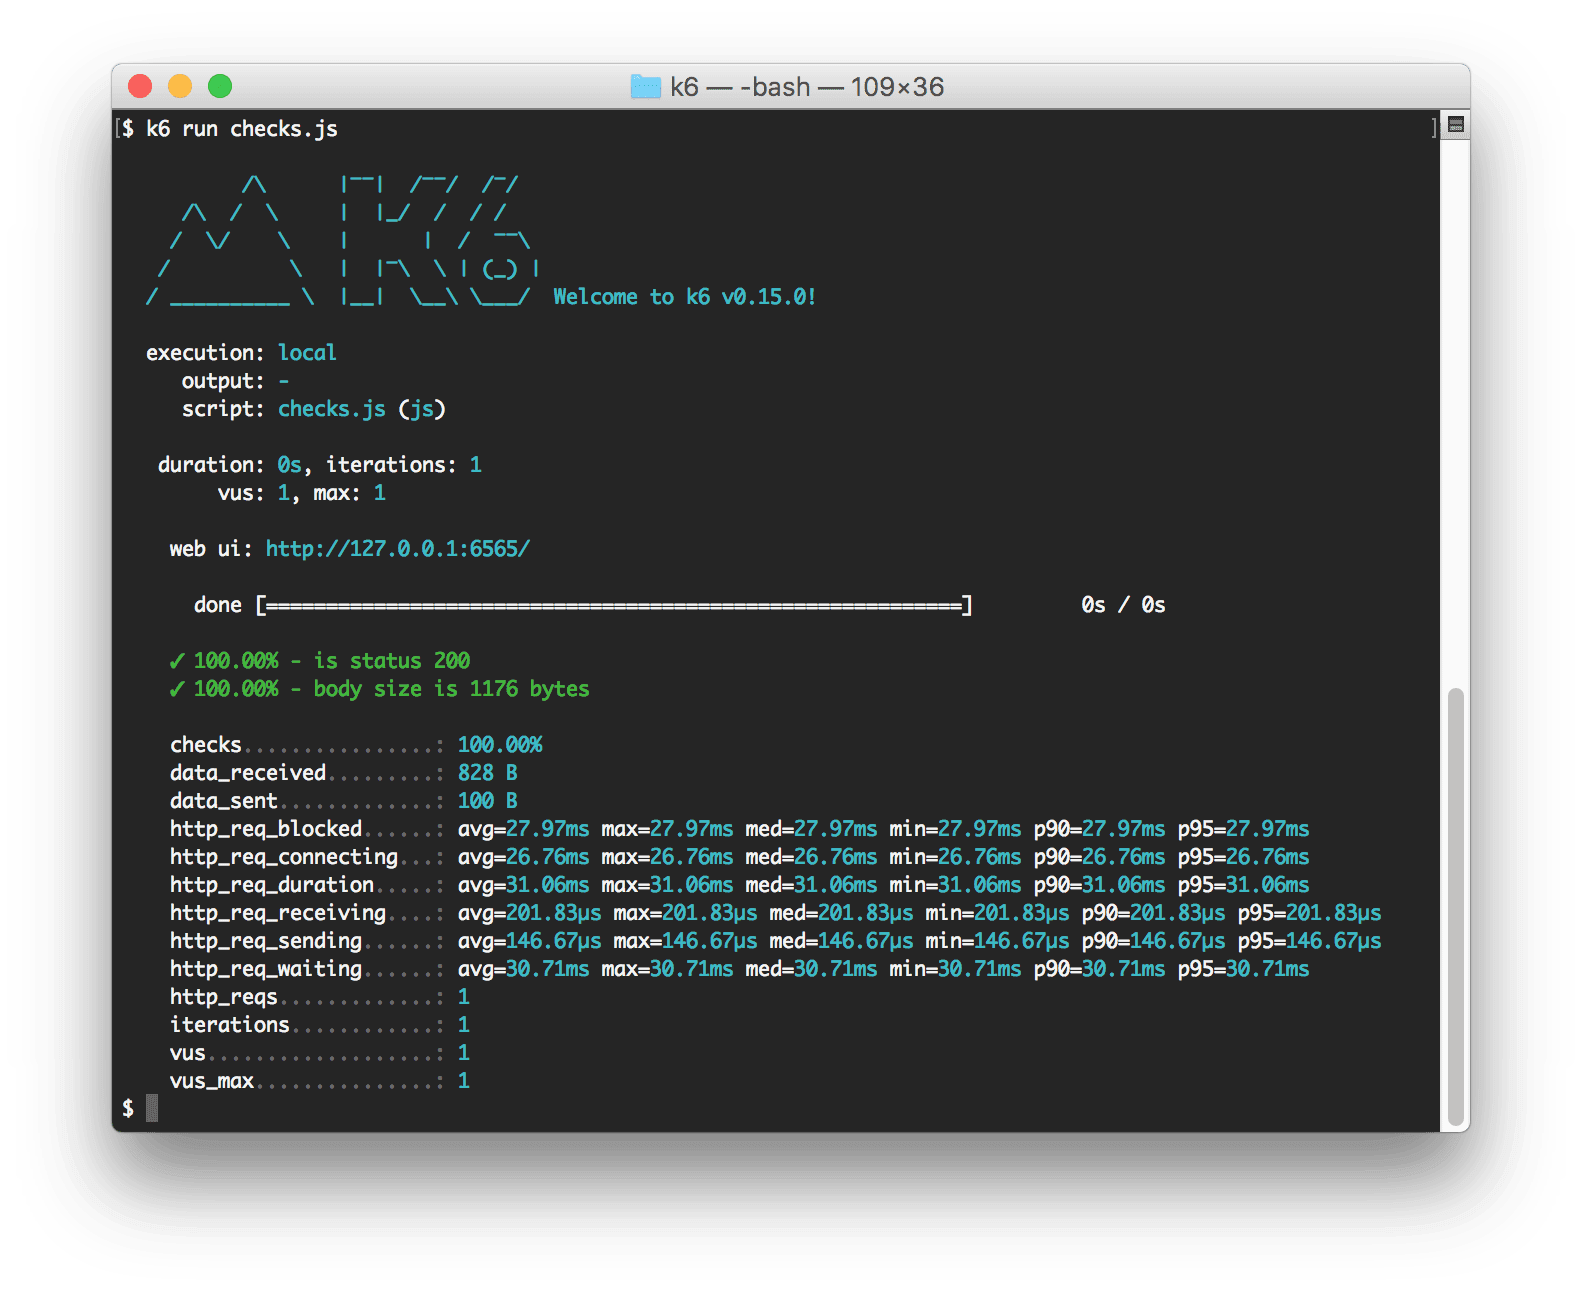 k6 — -bash — 109×36
$ k6 run checks.js
Welcome to k6 v0.15.0!
execution: local
output: -
script: checks.js (js)
duration: 0s, iterations: 1
vus: 1, max: 1
web ui: http://127.0.0.1:6565/
done [==========================================================] 0s / 0s
✓ 100.00% - is status 200
✓ 100.00% - body size is 1176 bytes
checks................: 100.00%
data_received.........: 828 B
data_sent.............: 100 B
http_req_blocked......: avg=27.97ms max=27.97ms med=27.97ms min=27.97ms p90=27.97ms p95=27.97ms
http_req_connecting...: avg=26.76ms max=26.76ms med=26.76ms min=26.76ms p90=26.76ms p95=26.76ms
http_req_duration.....: avg=31.06ms max=31.06ms med=31.06ms min=31.06ms p90=31.06ms p95=31.06ms
http_req_receiving....: avg=201.83µs max=201.83µs med=201.83µs min=201.83µs p90=201.83µs p95=201.83µs
http_req_sending......: avg=146.67µs max=146.67µs med=146.67µs min=146.67µs p90=146.67µs p95=146.67µs
http_req_waiting......: avg=30.71ms max=30.71ms med=30.71ms min=30.71ms p90=30.71ms p95=30.71ms
http_reqs.............: 1
iterations............: 1
vus...................: 1
vus_max...............: 1
$